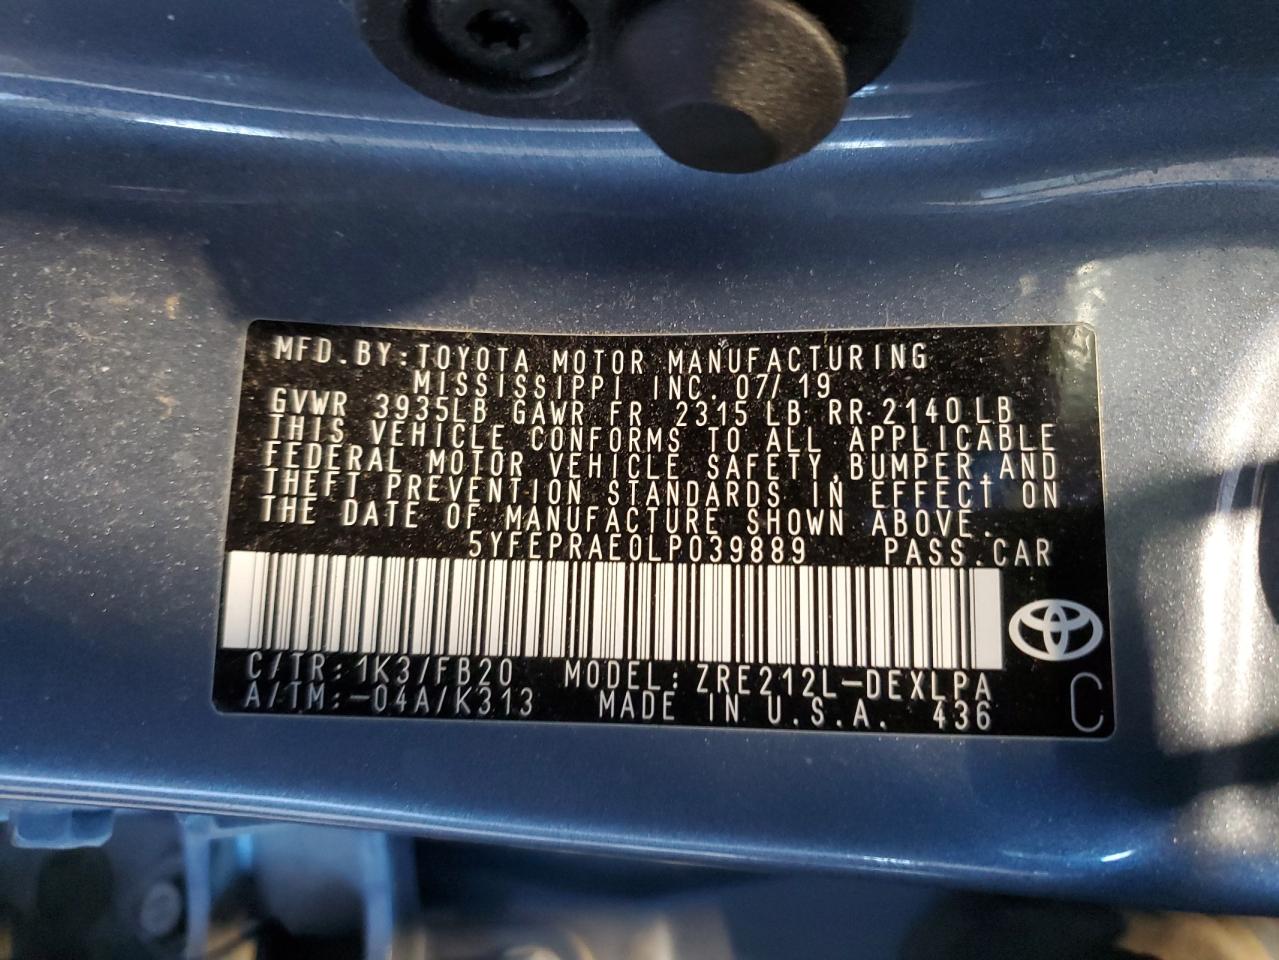 MFD.BY:TOYOTA MOTOR MANUFACTURING
MISSISSIPPI INC. 07/19
GVWR 3935LB GAWR FR 2315 LB RR 2140 LB
THIS VEHICLE CONFORMS TO ALL APPLICABLE
FEDERAL MOTOR VEHICLE SAFETY,BUMPER,AND
THEFT PREVENTION STANDARDS IN EFFECT ON
THE DATE OF MANUFACTURE SHOWN ABOVE.
5YFEPRAE0LP039889 PASS.CAR
C/TR:1K3/FB20 MODEL:ZRE212L-DEXLPA
A/TM:-04A/K313 MADE IN U.S.A. 436
C